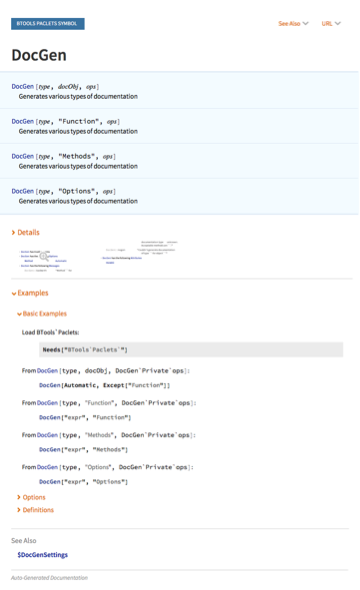 BTOOLS PACLETS SYMBOL
See Also
URL
DocGen
DocGen[type, docObj, ops]
Generates various types of documentation
DocGen[type, "Function", ops]
Generates various types of documentation
DocGen[type, "Methods", ops]
Generates various types of documentation
DocGen[type, "Options", ops]
Generates various types of documentation
Details
Examples
Basic Examples
Load BTools`Paclets:
Needs["BTools`Paclets`"]
From DocGen[type, docObj, DocGen`Private`ops]:
DocGen[Automatic, Except["Function"]]
From DocGen[type, "Function", DocGen`Private`ops]:
DocGen["expr", "Function"]
From DocGen[type, "Methods", DocGen`Private`ops]:
DocGen["expr", "Methods"]
From DocGen[type, "Options", DocGen`Private`ops]:
DocGen["expr", "Options"]
Options
Definitions
See Also
$DocGenSettings
Auto-Generated Documentation